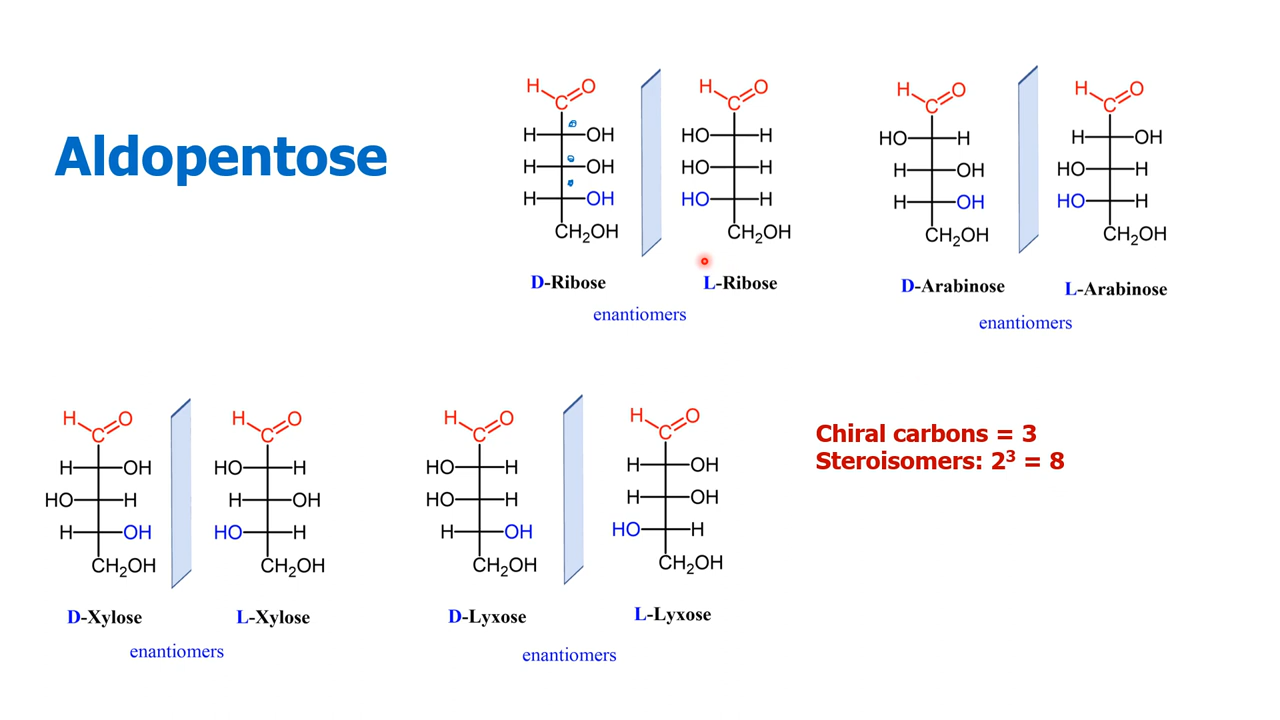 Aldopentose
H O
C
H OH
H OH
H OH
CH₂OH
D-Ribose
H O
C
HO H
HO H
HO H
CH₂OH
L-Ribose
enantiomers
H O
C
HO H
H OH
H OH
CH₂OH
D-Arabinose
H O
C
H OH
HO H
HO H
CH₂OH
L-Arabinose
enantiomers
H O
C
H OH
HO H
H OH
CH₂OH
D-Xylose
H O
C
HO H
H OH
HO H
CH₂OH
L-Xylose
enantiomers
H O
C
HO H
HO H
H OH
CH₂OH
D-Lyxose
H O
C
H OH
H OH
HO H
CH₂OH
L-Lyxose
enantiomers
Chiral carbons = 3
Steroisomers: 2³ = 8